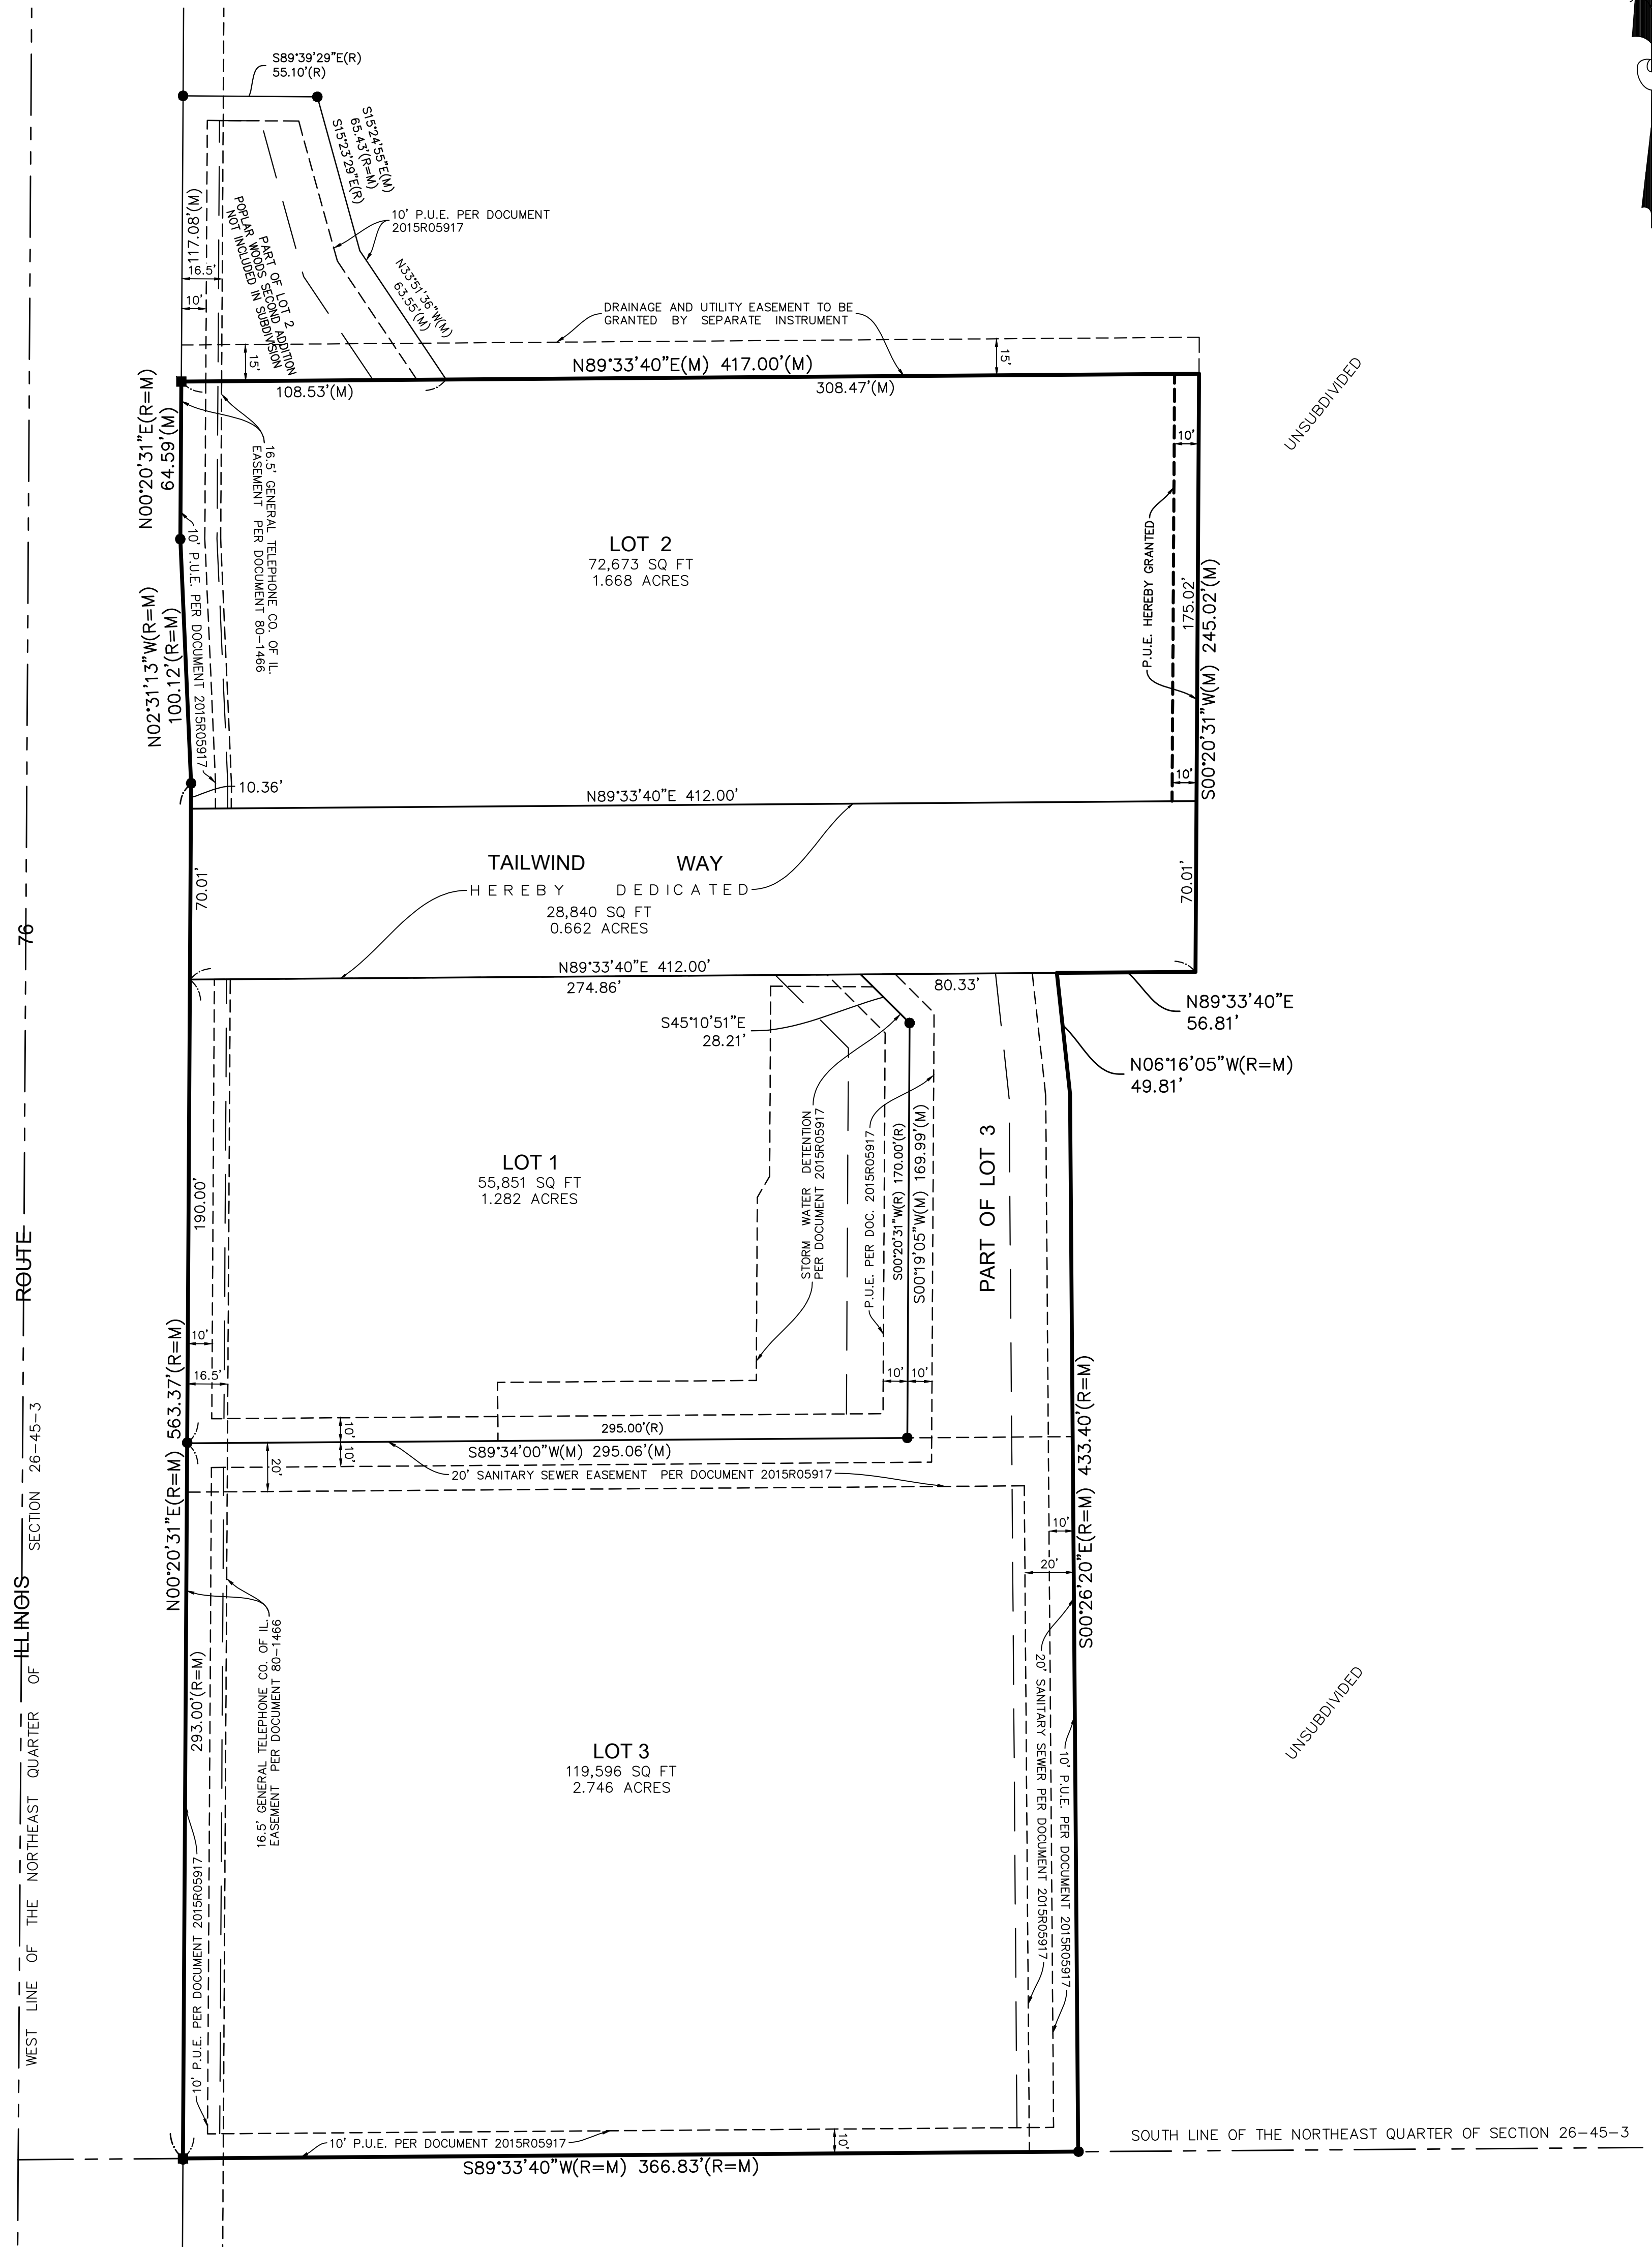 S89°39'29"E(R)
55.10'(R)
S15°24'55"E(M)
65.43'(R=M)
S15°23'29"E(R)
10' P.U.E. PER DOCUMENT
2015R05917
117.08'(M)
16.5'
10'
PART OF LOT 2
POPLAR WOODS SECOND ADDITION
NOT INCLUDED IN SUBDIVISION
N33°51'36"W(M)
63.55'(M)
DRAINAGE AND UTILITY EASEMENT TO BE
GRANTED BY SEPARATE INSTRUMENT
15'
15'
N89°33'40"E(M) 417.00'(M)
108.53'(M)
308.47'(M)
UNSUBDIVIDED
N00°20'31"E(R=M)
64.59'(M)
16.5' GENERAL TELEPHONE CO. OF IL.
EASEMENT PER DOCUMENT 80-1466
10'
LOT 2
72,673 SQ FT
1.668 ACRES
P.U.E. HEREBY GRANTED
175.02'
S00°20'31"W(M) 245.02'(M)
10' P.U.E. PER DOCUMENT 2015R05917
N02°31'13"W(R=M)
100.12'(R=M)
10'
10.36'
N89°33'40"E 412.00'
TAILWIND WAY
HEREBY DEDICATED
28,840 SQ FT
0.662 ACRES
70.01'
70.01'
N89°33'40"E 412.00'
274.86'
80.33'
N89°33'40"E
56.81'
S45°10'51"E
28.21'
N06°16'05"W(R=M)
49.81'
LOT 1
55,851 SQ FT
1.282 ACRES
190.00'
STORM WATER DETENTION
PER DOCUMENT 2015R05917
P.U.E. PER DOC. 2015R05917
S00°20'31"W(R) 170.00'(R)
S00°19'05"W(M) 169.99'(M)
PART OF LOT 3
10'
16.5'
10'
10'
N00°20'31"E(R=M) 563.37'(R=M)
10'
10'
20'
295.00'(R)
S89°34'00"W(M) 295.06'(M)
20' SANITARY SEWER EASEMENT PER DOCUMENT 2015R05917
S00°26'20"E(R=M) 433.40'(R=M)
10'
20'
ILLINOIS ROUTE 76
WEST LINE OF THE NORTHEAST QUARTER OF SECTION 26-45-3
16.5' GENERAL TELEPHONE CO. OF IL.
EASEMENT PER DOCUMENT 80-1466
293.00'(R=M)
LOT 3
119,596 SQ FT
2.746 ACRES
20' SANITARY SEWER PER DOCUMENT 2015R05917
10' P.U.E. PER DOCUMENT 2015R05917
UNSUBDIVIDED
10' P.U.E. PER DOCUMENT 2015R05917
10' P.U.E. PER DOCUMENT 2015R05917
10'
S89°33'40"W(R=M) 366.83'(R=M)
SOUTH LINE OF THE NORTHEAST QUARTER OF SECTION 26-45-3